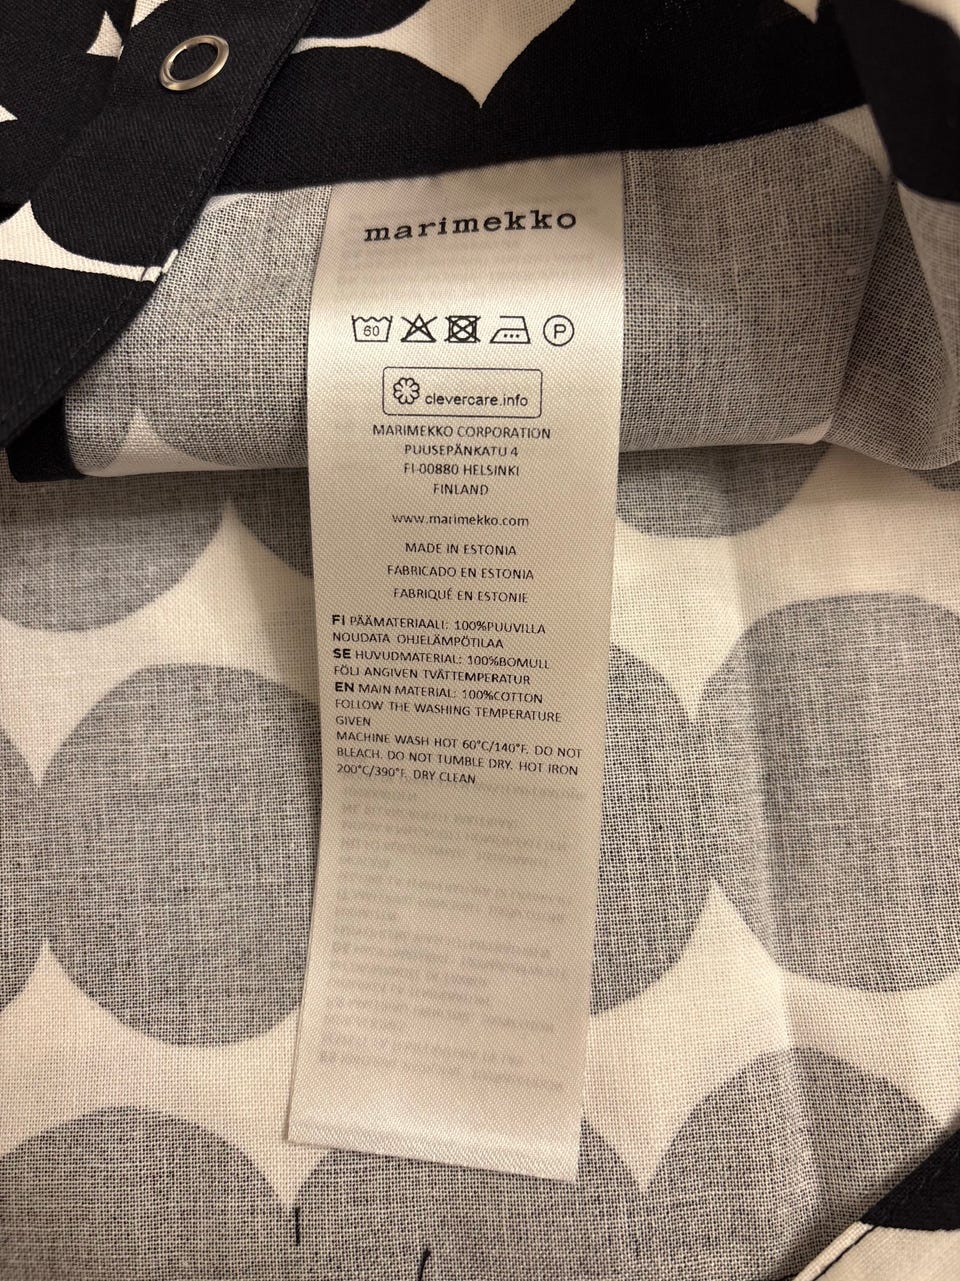 marimekko
60 P
clevercare.info
MARIMEKKO CORPORATION
PUUSEPÄNKATU 4
FI-00880 HELSINKI
FINLAND
www.marimekko.com
MADE IN ESTONIA
FABRICADO EN ESTONIA
FABRIQUÉ EN ESTONIE
FI PÄÄMATERIAALI: 100%PUUVILLA
NOUDATA OHJELÄMPÖTILAA
SE HUVUDMATERIAL: 100%BOMULL
FÖLJ ANGIVEN TVÄTTEMPERATUR
EN MAIN MATERIAL: 100%COTTON
FOLLOW THE WASHING TEMPERATURE
GIVEN
MACHINE WASH HOT 60°C/140°F. DO NOT
BLEACH. DO NOT TUMBLE DRY. HOT IRON
200°C/390°F. DRY CLEAN